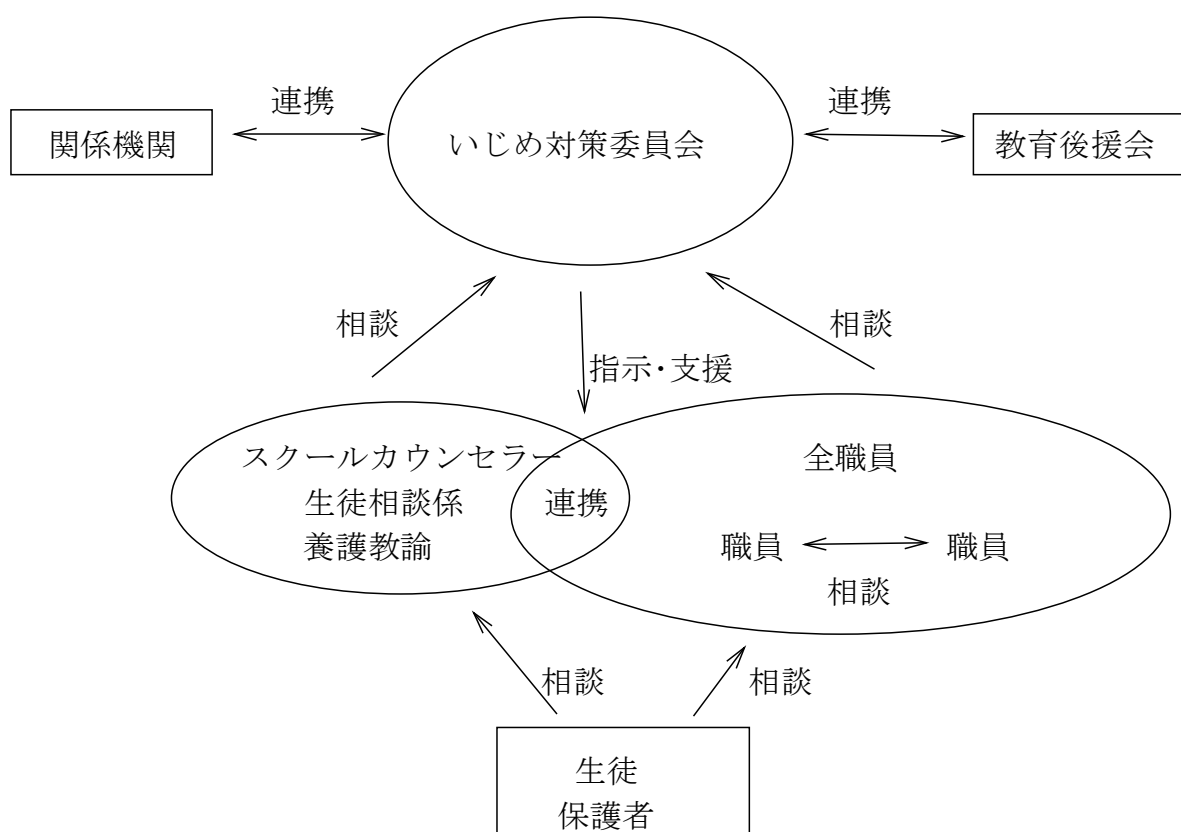 連携
連携
関係機関
いじめ対策委員会
教育後援会
相談
相談
指示・支援
スクールカウンセラー
全職員
生徒相談係
連携
養護教諭
職員
職員
相談
相談
相談
生徒
保護者